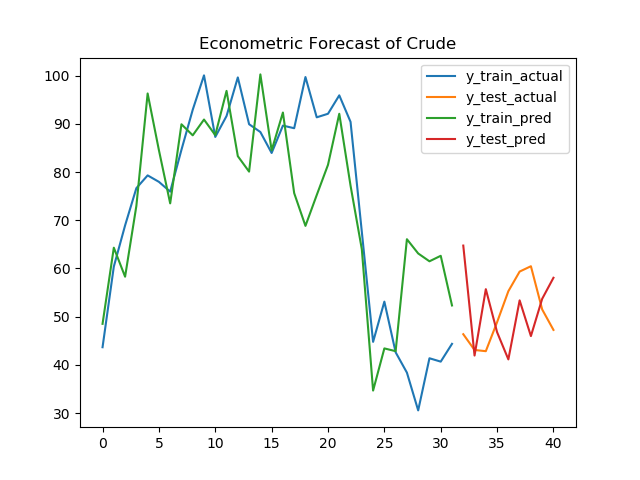 Econometric Forecast of Crude
y_train_actual
y_test_actual
y_train_pred
y_test_pred
100
90
80
70
60
50
40
30
0 5 10 15 20 25 30 35 40